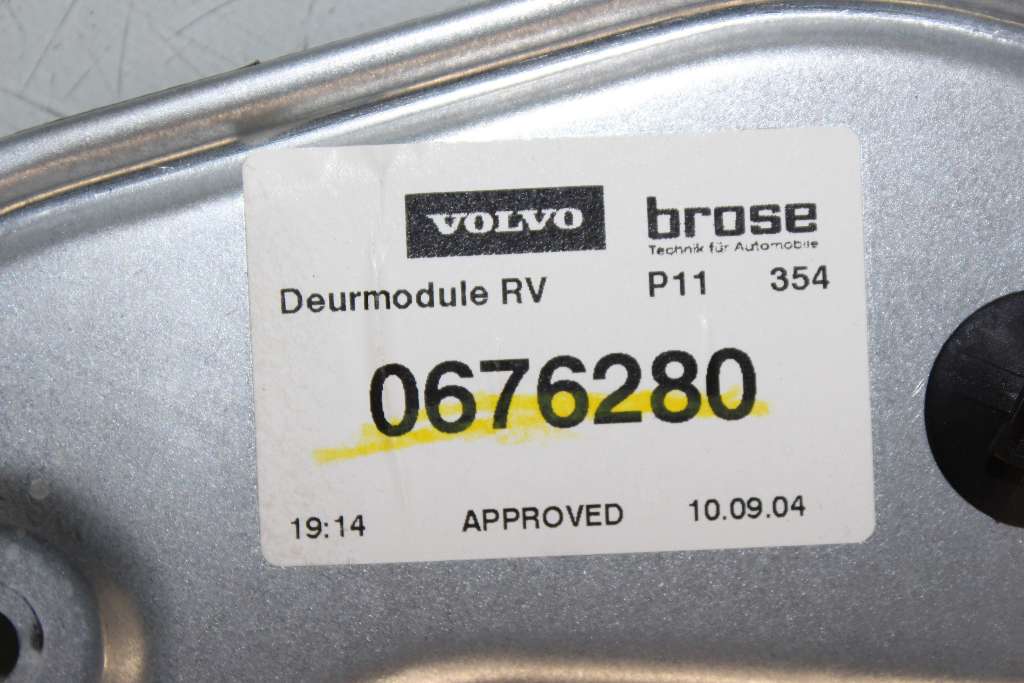 VOLVO brose
Technik für Automobile
Deurmodule RV P11 354
0676280
19:14 APPROVED 10.09.04